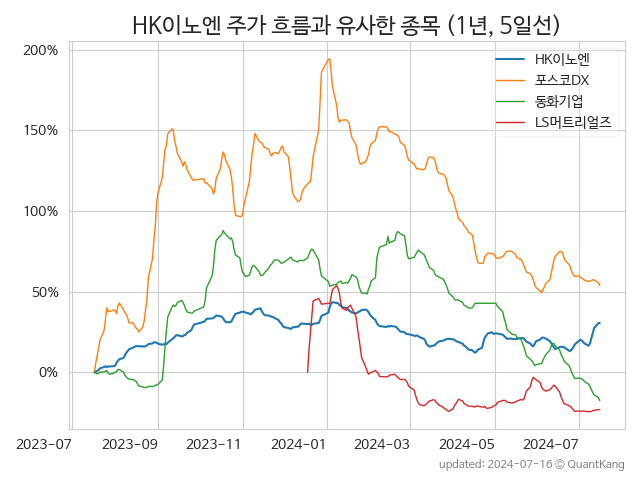 HK이노엔 주가 흐름과 유사한 종목 (1년, 5일선)
200%
150%
100%
50%
0%
HK이노엔
포스코DX
동화기업
LS머트리얼즈
2023-07 2023-09 2023-11 2024-01 2024-03 2024-05 2024-07
updated: 2024-07-16 © QuantKang